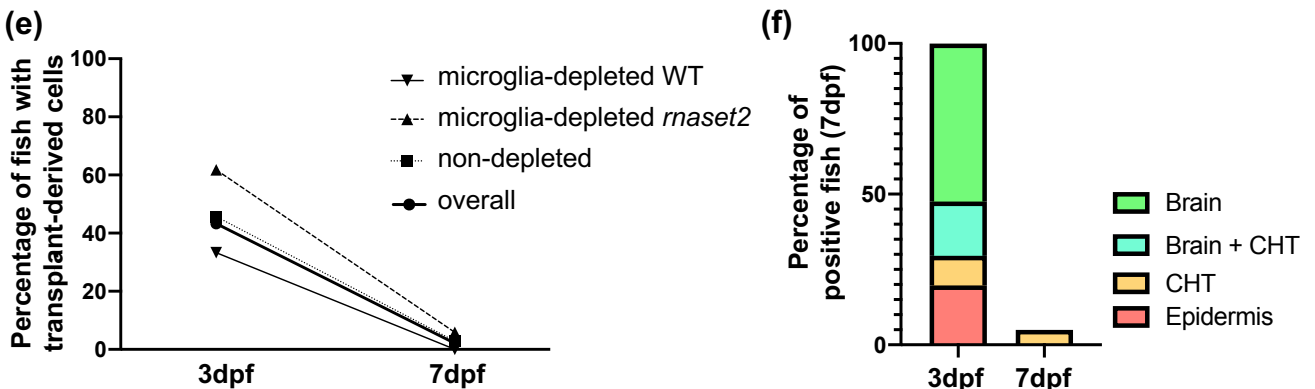 (e)
Percentage of fish with
transplant-derived cells
100
80
60
40
20
0
3dpf
7dpf
microglia-depleted WT
microglia-depleted rnaset2
non-depleted
overall
(f)
Percentage of
positive fish (7dpf)
100
50
0
3dpf
7dpf
Brain
Brain + CHT
CHT
Epidermis